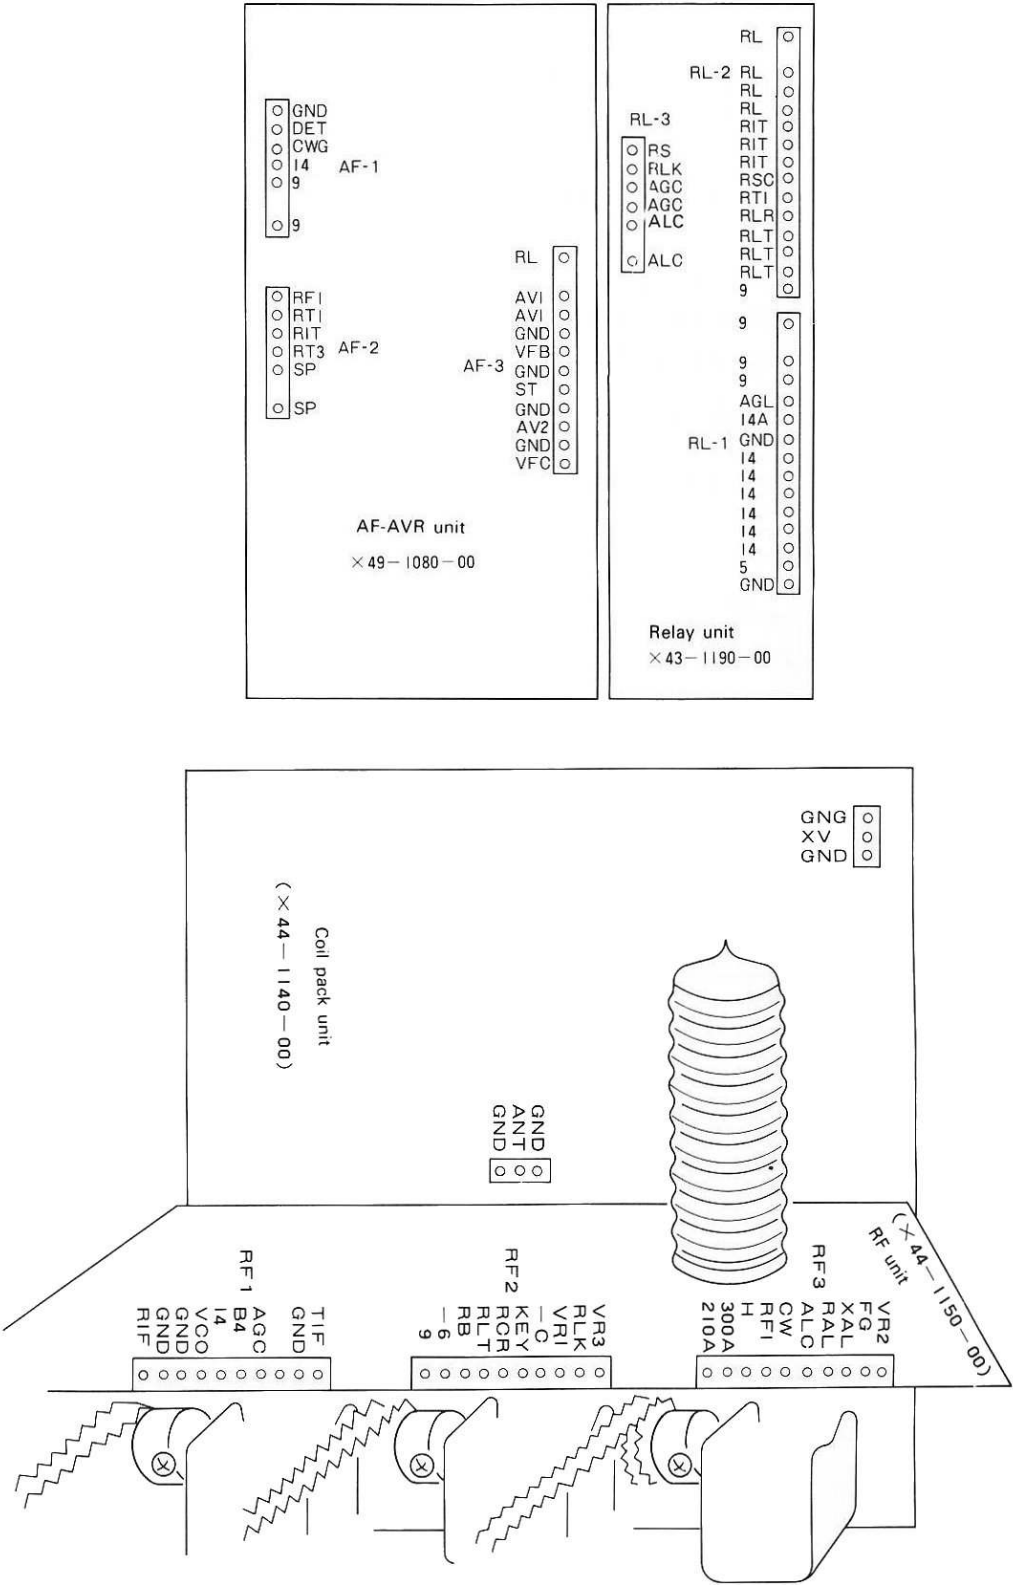 GND
DET
CWG
14
9
9
AF-1
RF1
RT1
RIT
RT3
SP
SP
AF-2
RL
AV1
AV1
GND
VFB
GND
ST
GND
AV2
GND
VFC
AF-3
AF-AVR unit
×49-1080-00
RL-3
RS
RLK
AGC
AGC
ALC
ALC
RL
RL-2 RL
RL
RL
RIT
RIT
RIT
RSC
RTI
RLR
RLT
RLT
RLT
9
9
9
9
AGL
14A
RL-1 GND
14
14
14
14
14
14
5
GND
Relay unit
×43-1190-00
GNG
XV
GND
Coil pack unit
(×44-1140-00)
GND
ANT
GND
(×44-1150-00)
RF unit
RF1
RIF
GND
GND
VCO
14
B4
AGC
GND
TIF
RF2
9
-6
RB
RLT
RCR
KEY
-C
VR1
RLK
VR3
RF3
210A
300A
H
RF1
CW
ALC
RAL
XAL
FG
VR2